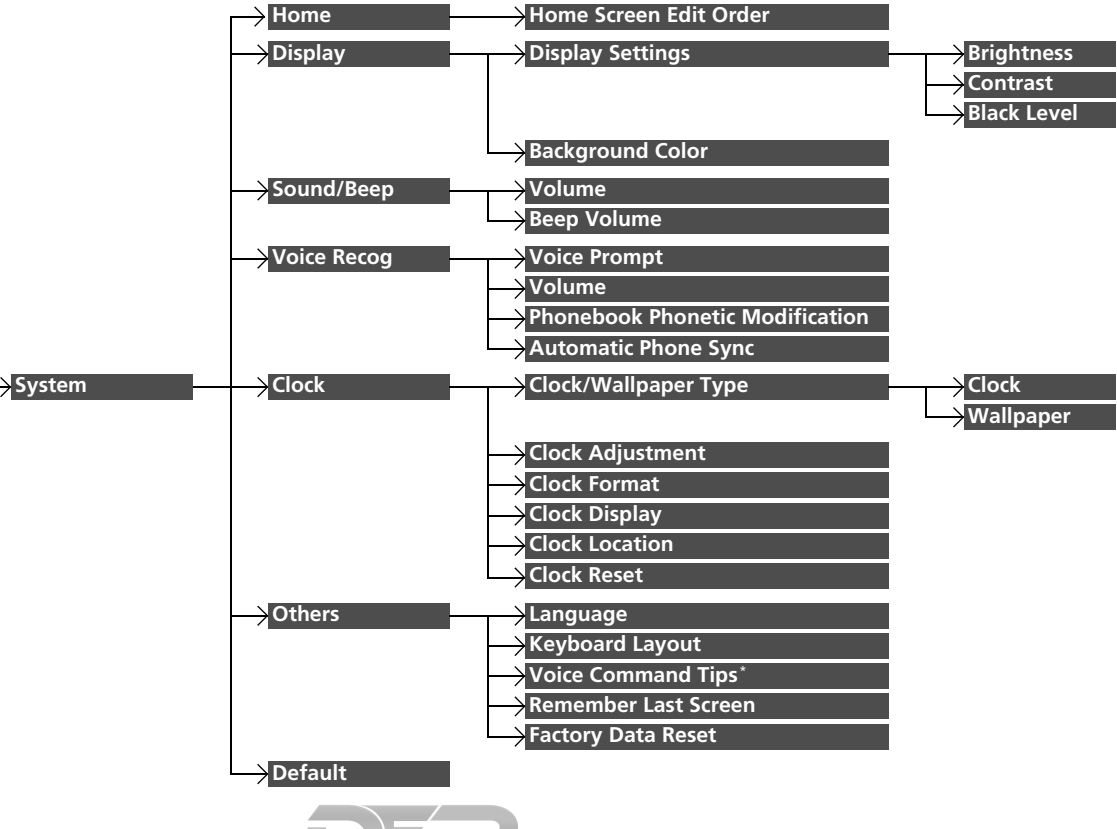 Home
Home Screen Edit Order
Display
Display Settings
Brightness
Contrast
Black Level
Background Color
Sound/Beep
Volume
Beep Volume
Voice Recog
Voice Prompt
Volume
Phonebook Phonetic Modification
Automatic Phone Sync
System
Clock
Clock/Wallpaper Type
Clock
Wallpaper
Clock Adjustment
Clock Format
Clock Display
Clock Location
Clock Reset
Others
Language
Keyboard Layout
Voice Command Tips*
Remember Last Screen
Factory Data Reset
Default